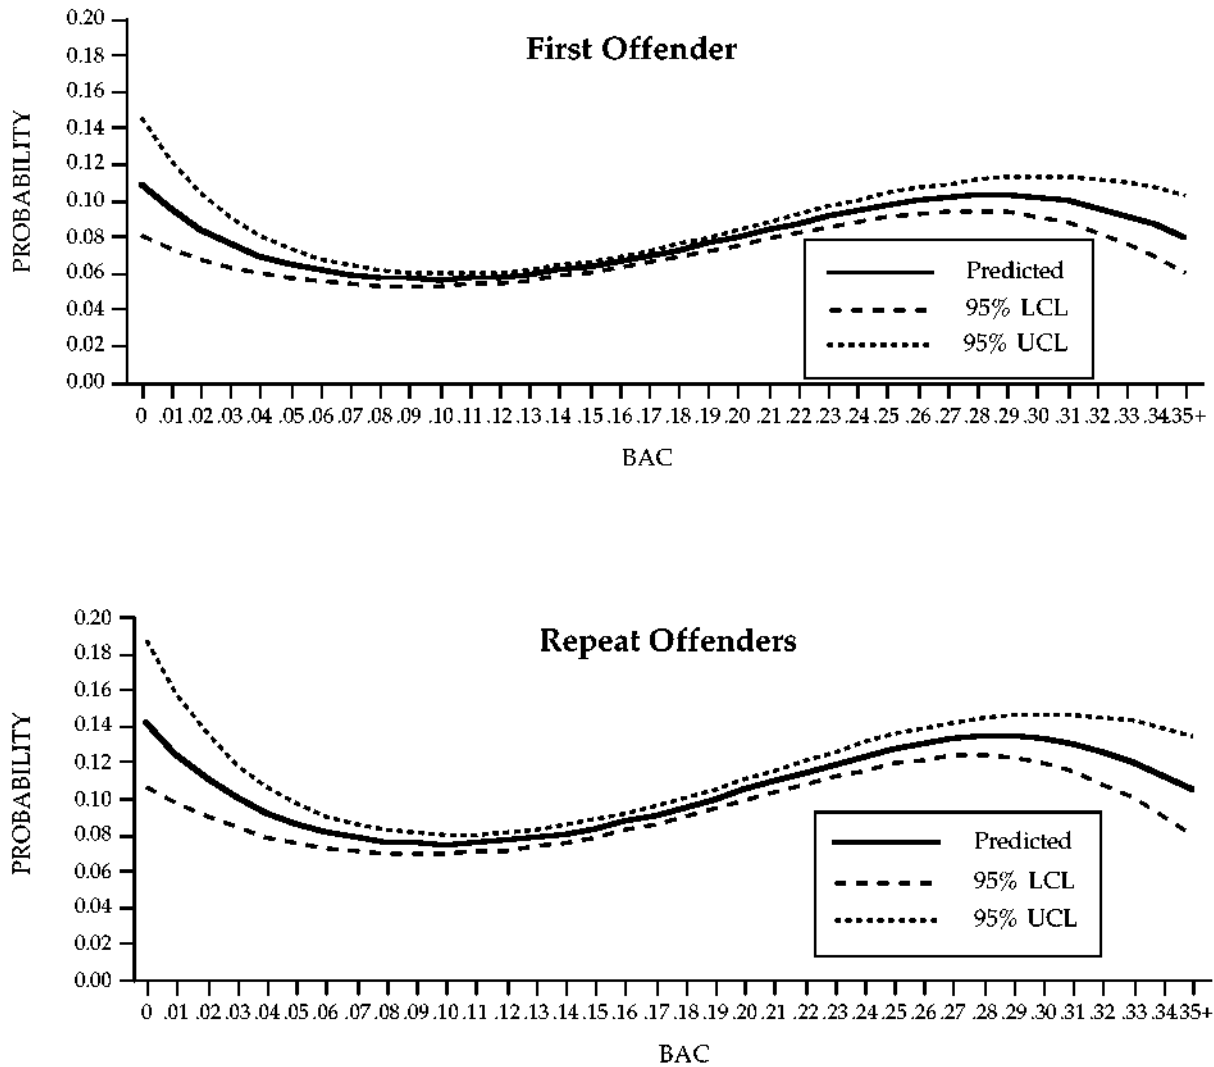 First Offender
PROBABILITY
0.20
0.18
0.16
0.14
0.12
0.10
0.08
0.06
0.04
0.02
0.00
Predicted
95% LCL
95% UCL
0 .01 .02 .03 .04 .05 .06 .07 .08 .09 .10 .11 .12 .13 .14 .15 .16 .17 .18 .19 .20 .21 .22 .23 .24 .25 .26 .27 .28 .29 .30 .31 .32 .33 .34 .35+
BAC
Repeat Offenders
PROBABILITY
0.20
0.18
0.16
0.14
0.12
0.10
0.08
0.06
0.04
0.02
0.00
Predicted
95% LCL
95% UCL
0 .01 .02 .03 .04 .05 .06 .07 .08 .09 .10 .11 .12 .13 .14 .15 .16 .17 .18 .19 .20 .21 .22 .23 .24 .25 .26 .27 .28 .29 .30 .31 .32 .33 .34 .35+
BAC